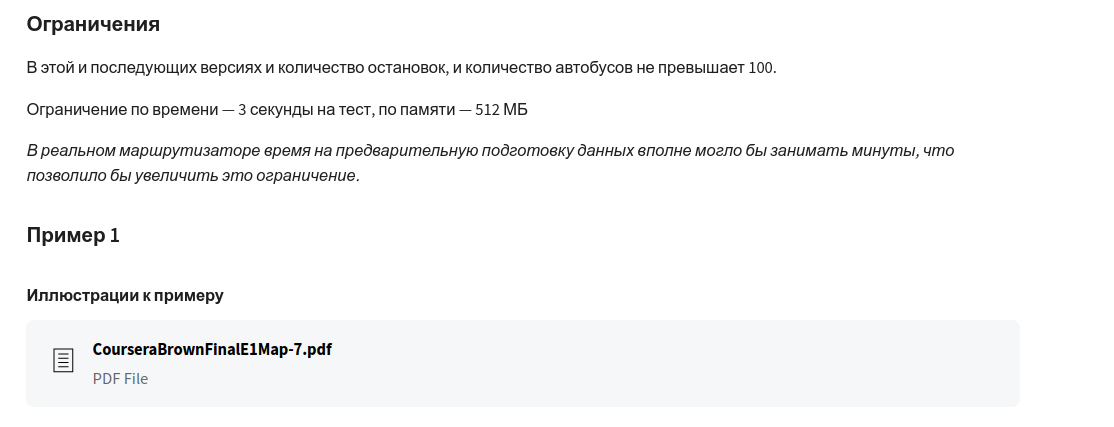 Ограничения
В этой и последующих версиях и количество остановок, и количество автобусов не превышает 100.
Ограничение по времени — 3 секунды на тест, по памяти — 512 МБ
В реальном маршрутизаторе время на предварительную подготовку данных вполне могло бы занимать минуты, что
позволило бы увеличить это ограничение.
Пример 1
Иллюстрации к примеру
CourseraBrownFinalE1Map-7.pdf
PDF File